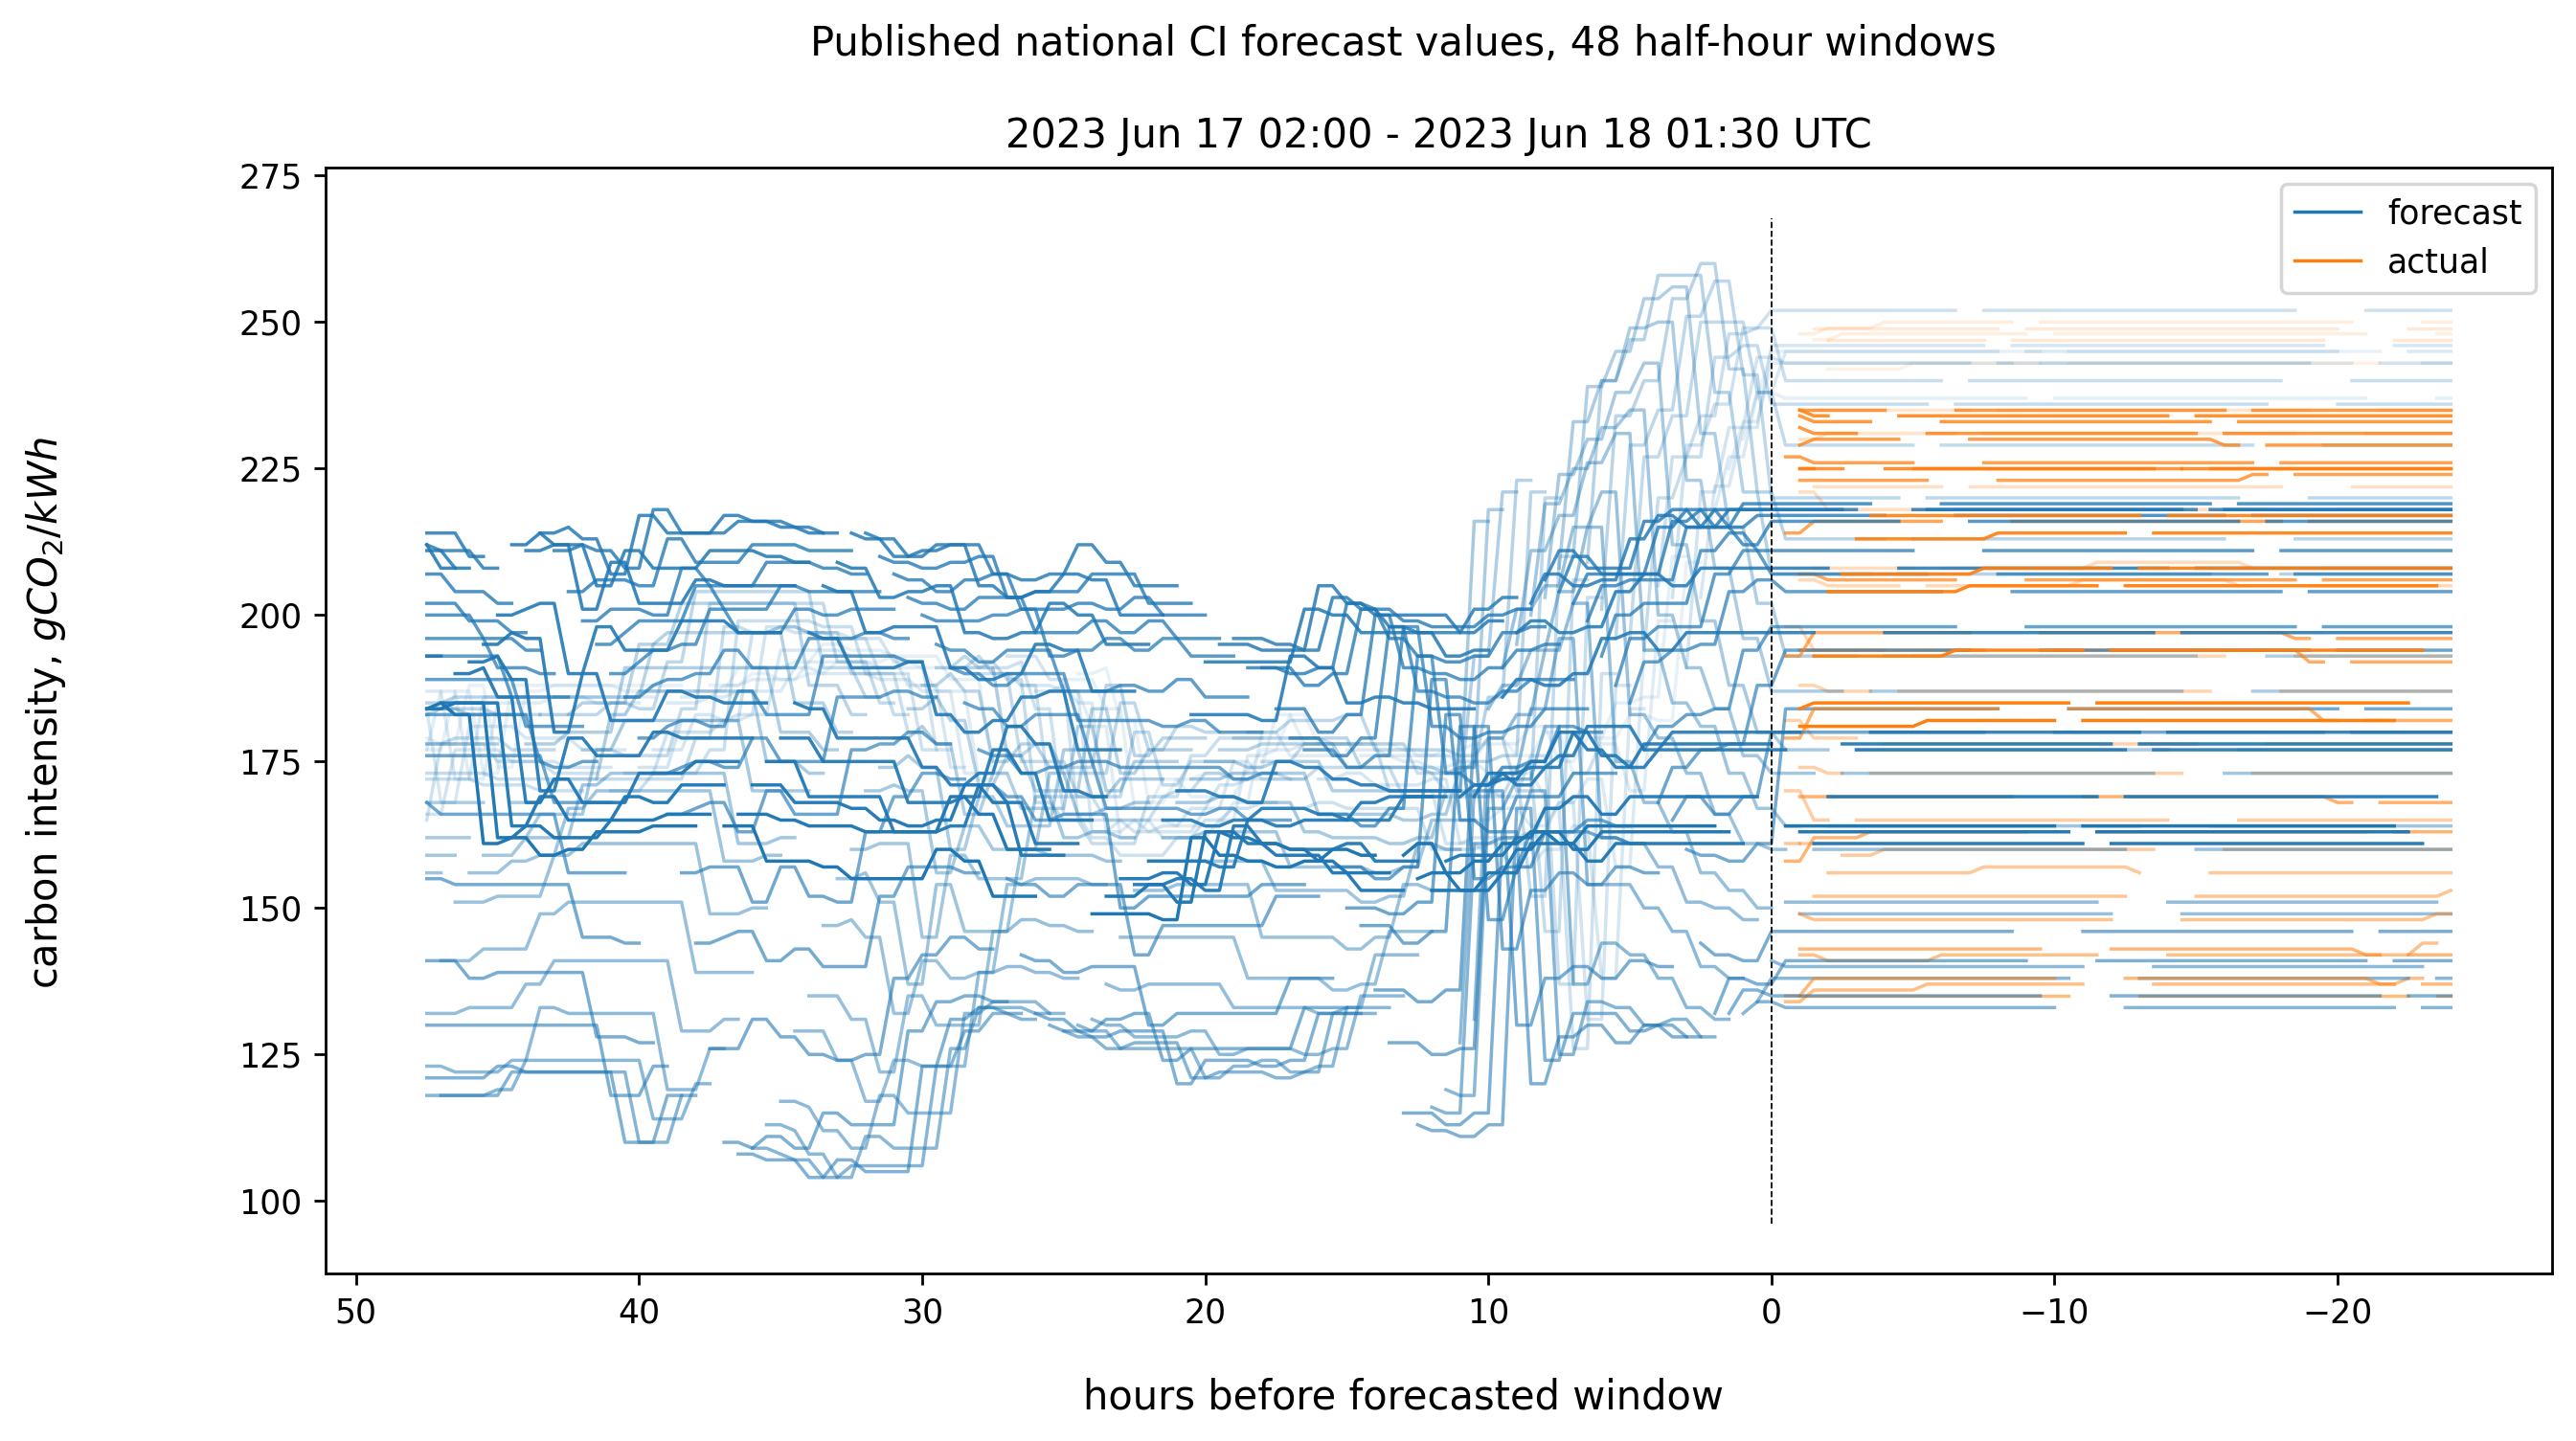 Published national CI forecast values, 48 half-hour windows
2023 Jun 17 02:00 - 2023 Jun 18 01:30 UTC
forecast
actual
carbon intensity, gCO₂/kWh
275
250
225
200
175
150
125
100
50
40
30
20
10
0
−10
−20
hours before forecasted window